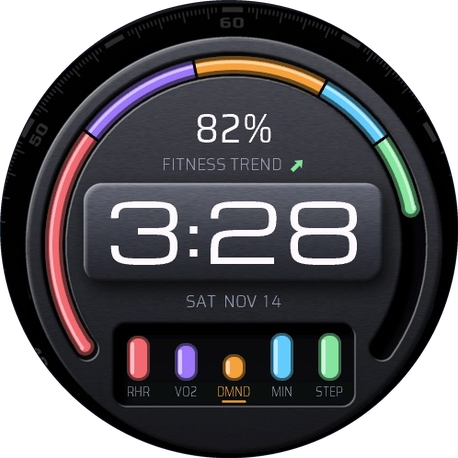 60
50
82%
FITNESS TREND
3:28
SAT NOV 14
RHR VO2 DMND MIN STEP